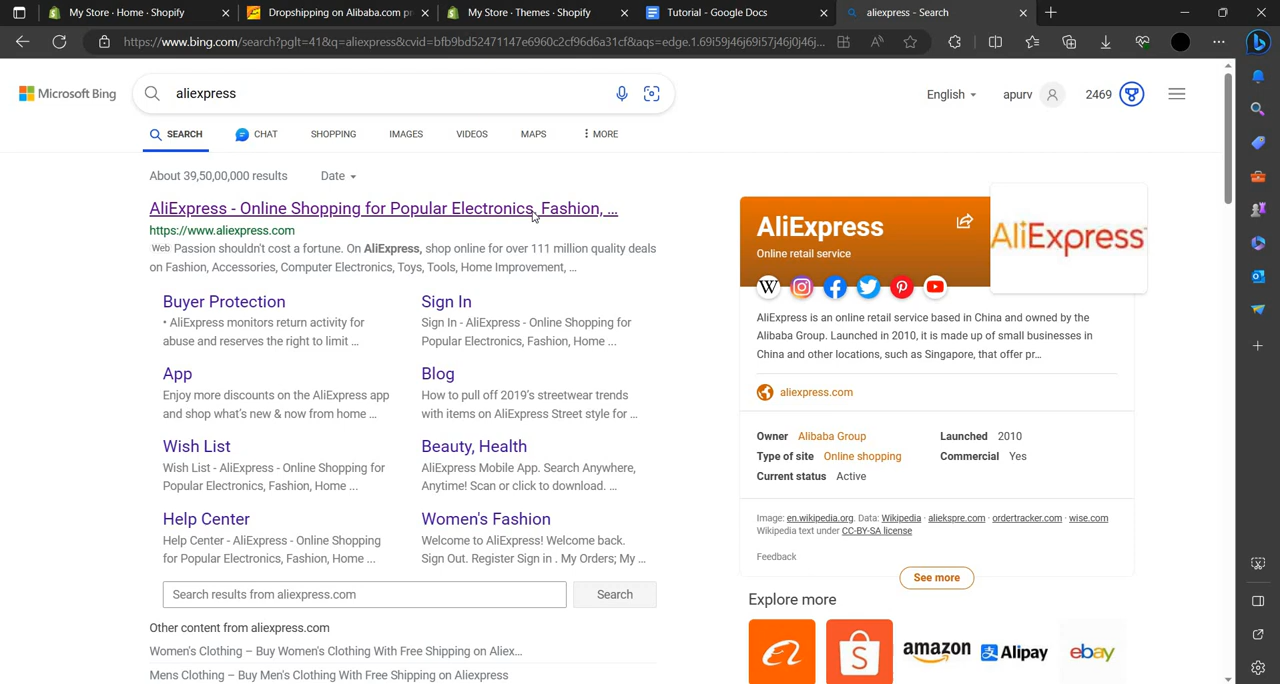 My Store · Home · Shopify
Dropshipping on Alibaba.com pr
My Store · Themes · Shopify
Tutorial - Google Docs
aliexpress - Search
https://www.bing.com/search?pglt=41&q=aliexpress&cvid=bfb9bd52471147e6960c2cf96d6a31cf&aqs=edge.1.69i59j46j69i57j46j0j46j...
Microsoft Bing
aliexpress
English
apurv
2469
SEARCH
CHAT
SHOPPING
IMAGES
VIDEOS
MAPS
MORE
About 39,50,00,000 results
Date
AliExpress - Online Shopping for Popular Electronics, Fashion, ...
https://www.aliexpress.com
Web Passion shouldn't cost a fortune. On AliExpress, shop online for over 111 million quality deals
on Fashion, Accessories, Computer Electronics, Toys, Tools, Home Improvement, ...
Buyer Protection
• AliExpress monitors return activity for
abuse and reserves the right to limit ...
Sign In
Sign In - AliExpress - Online Shopping for
Popular Electronics, Fashion, Home ...
App
Enjoy more discounts on the AliExpress app
and shop what's new & now from home ...
Blog
How to pull off 2019's streetwear trends
with items on AliExpress Street style for ...
Wish List
Wish List - AliExpress - Online Shopping for
Popular Electronics, Fashion, Home ...
Beauty, Health
AliExpress Mobile App. Search Anywhere,
Anytime! Scan or click to download. ...
Help Center
Help Center - AliExpress - Online Shopping
for Popular Electronics, Fashion, Home ...
Women's Fashion
Welcome to AliExpress! Welcome back.
Sign Out. Register Sign in . My Orders; My ...
Search results from aliexpress.com
Search
Other content from aliexpress.com
Women's Clothing – Buy Women's Clothing With Free Shipping on Aliex...
Mens Clothing – Buy Men's Clothing With Free Shipping on Aliexpress
AliExpress
Online retail service
AliExpress
W
AliExpress is an online retail service based in China and owned by the
Alibaba Group. Launched in 2010, it is made up of small businesses in
China and other locations, such as Singapore, that offer pr...
aliexpress.com
Owner Alibaba Group
Launched 2010
Type of site Online shopping
Commercial Yes
Current status Active
Image: en.wikipedia.org. Data: Wikipedia · aliekspre.com · ordertracker.com · wise.com
Wikipedia text under CC-BY-SA license
Feedback
See more
Explore more
amazon
Alipay
ebay